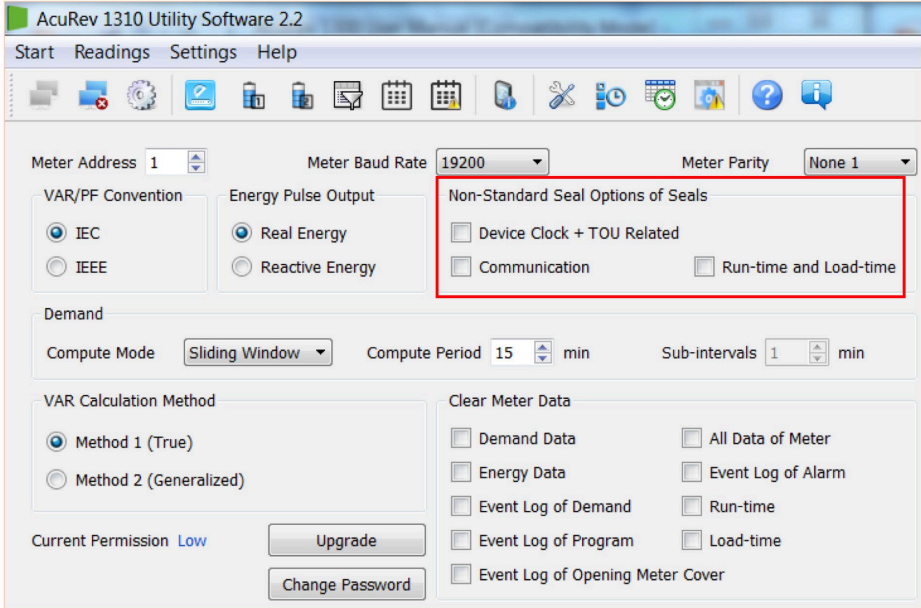 AcuRev 1310 Utility Software 2.2
Start Readings Settings Help
1 2
Meter Address 1 Meter Baud Rate 19200 Meter Parity None 1
VAR/PF Convention Energy Pulse Output Non-Standard Seal Options of Seals
IEC Real Energy Device Clock + TOU Related
IEEE Reactive Energy Communication Run-time and Load-time
Demand
Compute Mode Sliding Window Compute Period 15 min Sub-intervals 1 min
VAR Calculation Method Clear Meter Data
Method 1 (True) Demand Data All Data of Meter
Method 2 (Generalized) Energy Data Event Log of Alarm
Event Log of Demand Run-time
Current Permission Low Upgrade Event Log of Program Load-time
Change Password Event Log of Opening Meter Cover